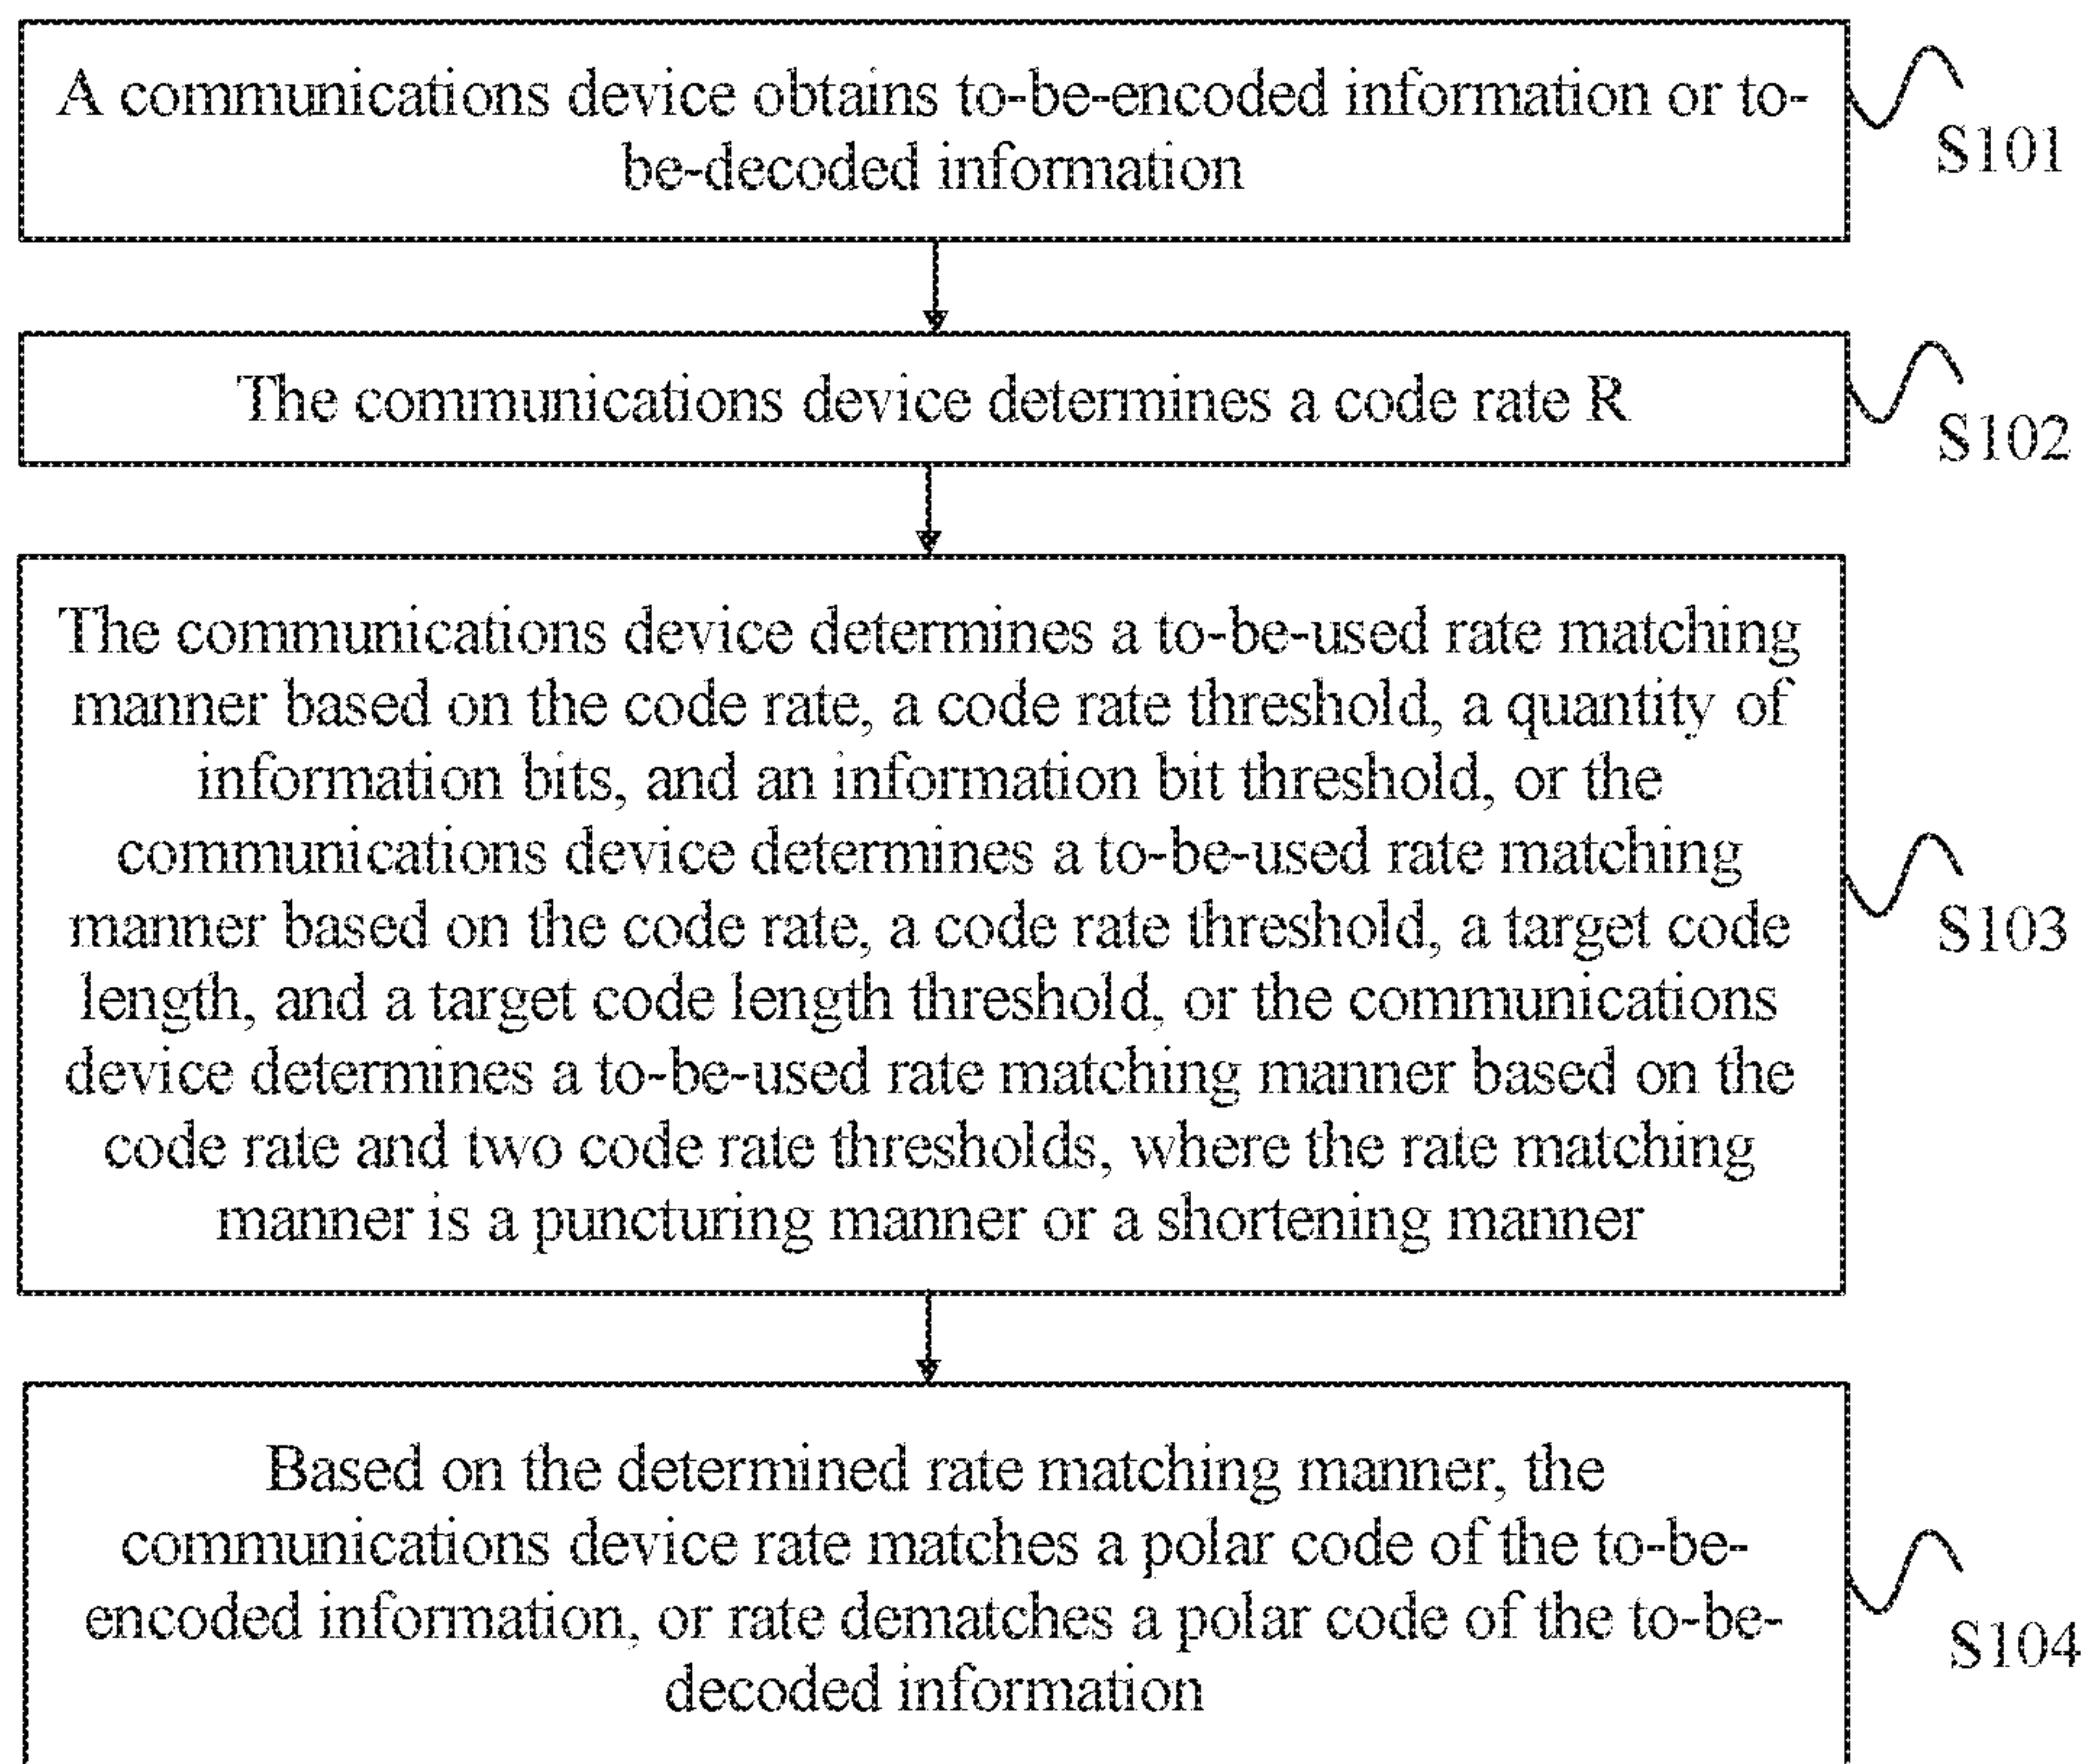 A communications device obtains to-be-encoded information or to-
be-decoded information
S101
The communications device determines a code rate R
S102
The communications device determines a to-be-used rate matching
manner based on the code rate, a code rate threshold, a quantity of
information bits, and an information bit threshold, or the
communications device determines a to-be-used rate matching
manner based on the code rate, a code rate threshold, a target code
length, and a target code length threshold, or the communications
device determines a to-be-used rate matching manner based on the
code rate and two code rate thresholds, where the rate matching
manner is a puncturing manner or a shortening manner
S103
Based on the determined rate matching manner, the
communications device rate matches a polar code of the to-be-
encoded information, or rate dematches a polar code of the to-be-
decoded information
S104